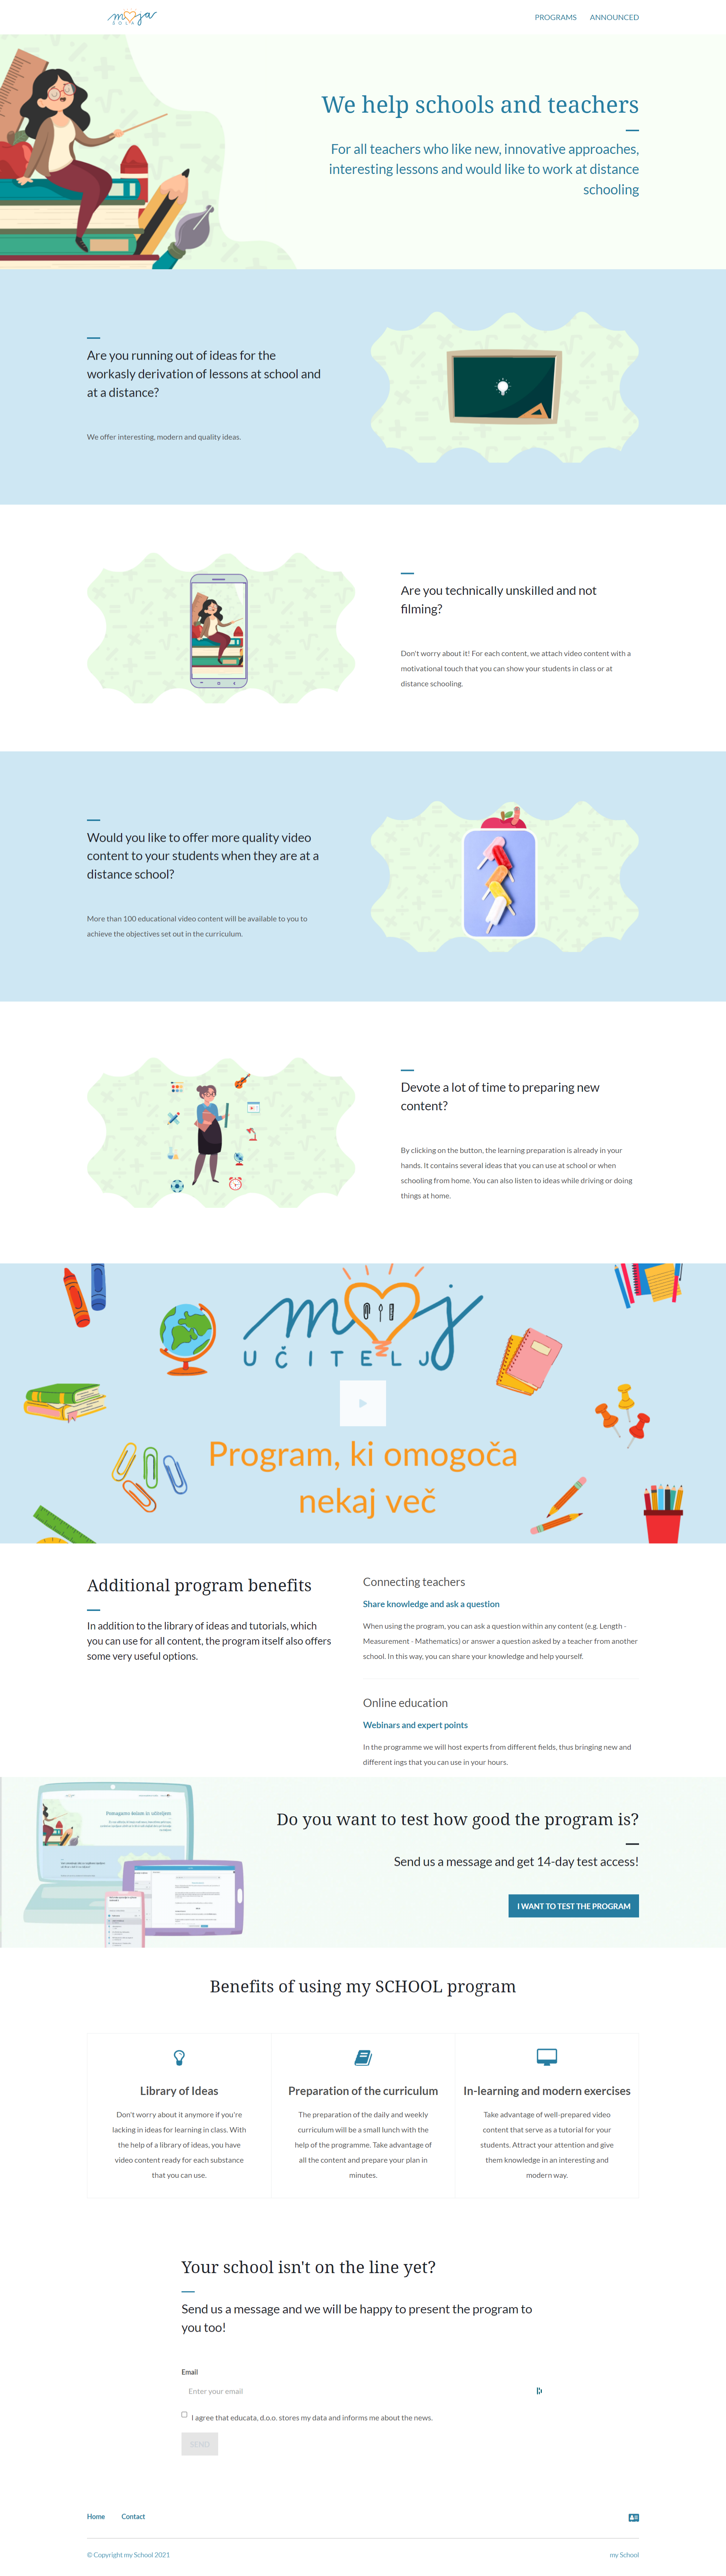 moja
ŠOLA
PROGRAMS ANNOUNCED
We help schools and teachers
For all teachers who like new, innovative approaches,
interesting lessons and would like to work at distance
schooling
Are you running out of ideas for the
workasly derivation of lessons at school and
at a distance?
We offer interesting, modern and quality ideas.
Are you technically unskilled and not
filming?
Don't worry about it! For each content, we attach video content with a
motivational touch that you can show your students in class or at
distance schooling.
Would you like to offer more quality video
content to your students when they are at a
distance school?
More than 100 educational video content will be available to you to
achieve the objectives set out in the curriculum.
Devote a lot of time to preparing new
content?
By clicking on the button, the learning preparation is already in your
hands. It contains several ideas that you can use at school or when
schooling from home. You can also listen to ideas while driving or doing
things at home.
moj
UČITELJ
Program, ki omogoča
nekaj več
Additional program benefits
In addition to the library of ideas and tutorials, which
you can use for all content, the program itself also offers
some very useful options.
Connecting teachers
Share knowledge and ask a question
When using the program, you can ask a question within any content (e.g. Length -
Measurement - Mathematics) or answer a question asked by a teacher from another
school. In this way, you can share your knowledge and help yourself.
Online education
Webinars and expert points
In the programme we will host experts from different fields, thus bringing new and
different ings that you can use in your hours.
Do you want to test how good the program is?
Send us a message and get 14-day test access!
I WANT TO TEST THE PROGRAM
Benefits of using my SCHOOL program
Library of Ideas
Don't worry about it anymore if you're
lacking in ideas for learning in class. With
the help of a library of ideas, you have
video content ready for each substance
that you can use.
Preparation of the curriculum
The preparation of the daily and weekly
curriculum will be a small lunch with the
help of the programme. Take advantage of
all the content and prepare your plan in
minutes.
In-learning and modern exercises
Take advantage of well-prepared video
content that serve as a tutorial for your
students. Attract your attention and give
them knowledge in an interesting and
modern way.
Your school isn't on the line yet?
Send us a message and we will be happy to present the program to
you too!
Email
Enter your email
I agree that educata, d.o.o. stores my data and informs me about the news.
SEND
Home Contact
© Copyright my School 2021
my School